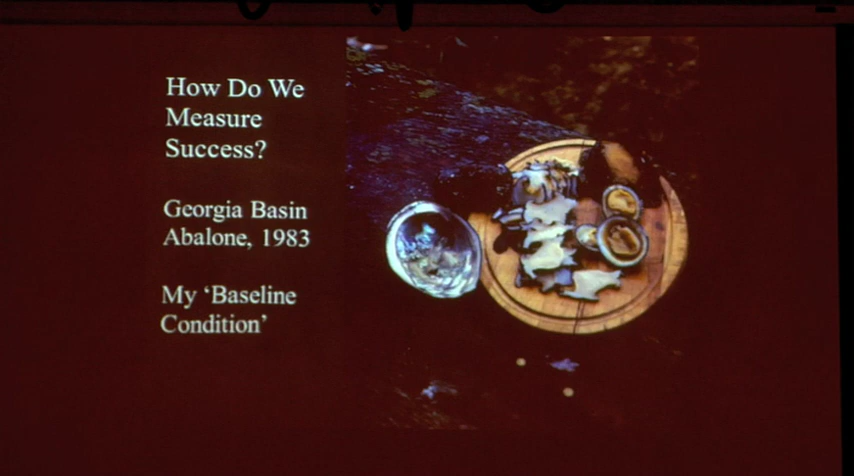 How Do We
Measure
Success?
Georgia Basin
Abalone, 1983
My ‘Baseline
Condition’